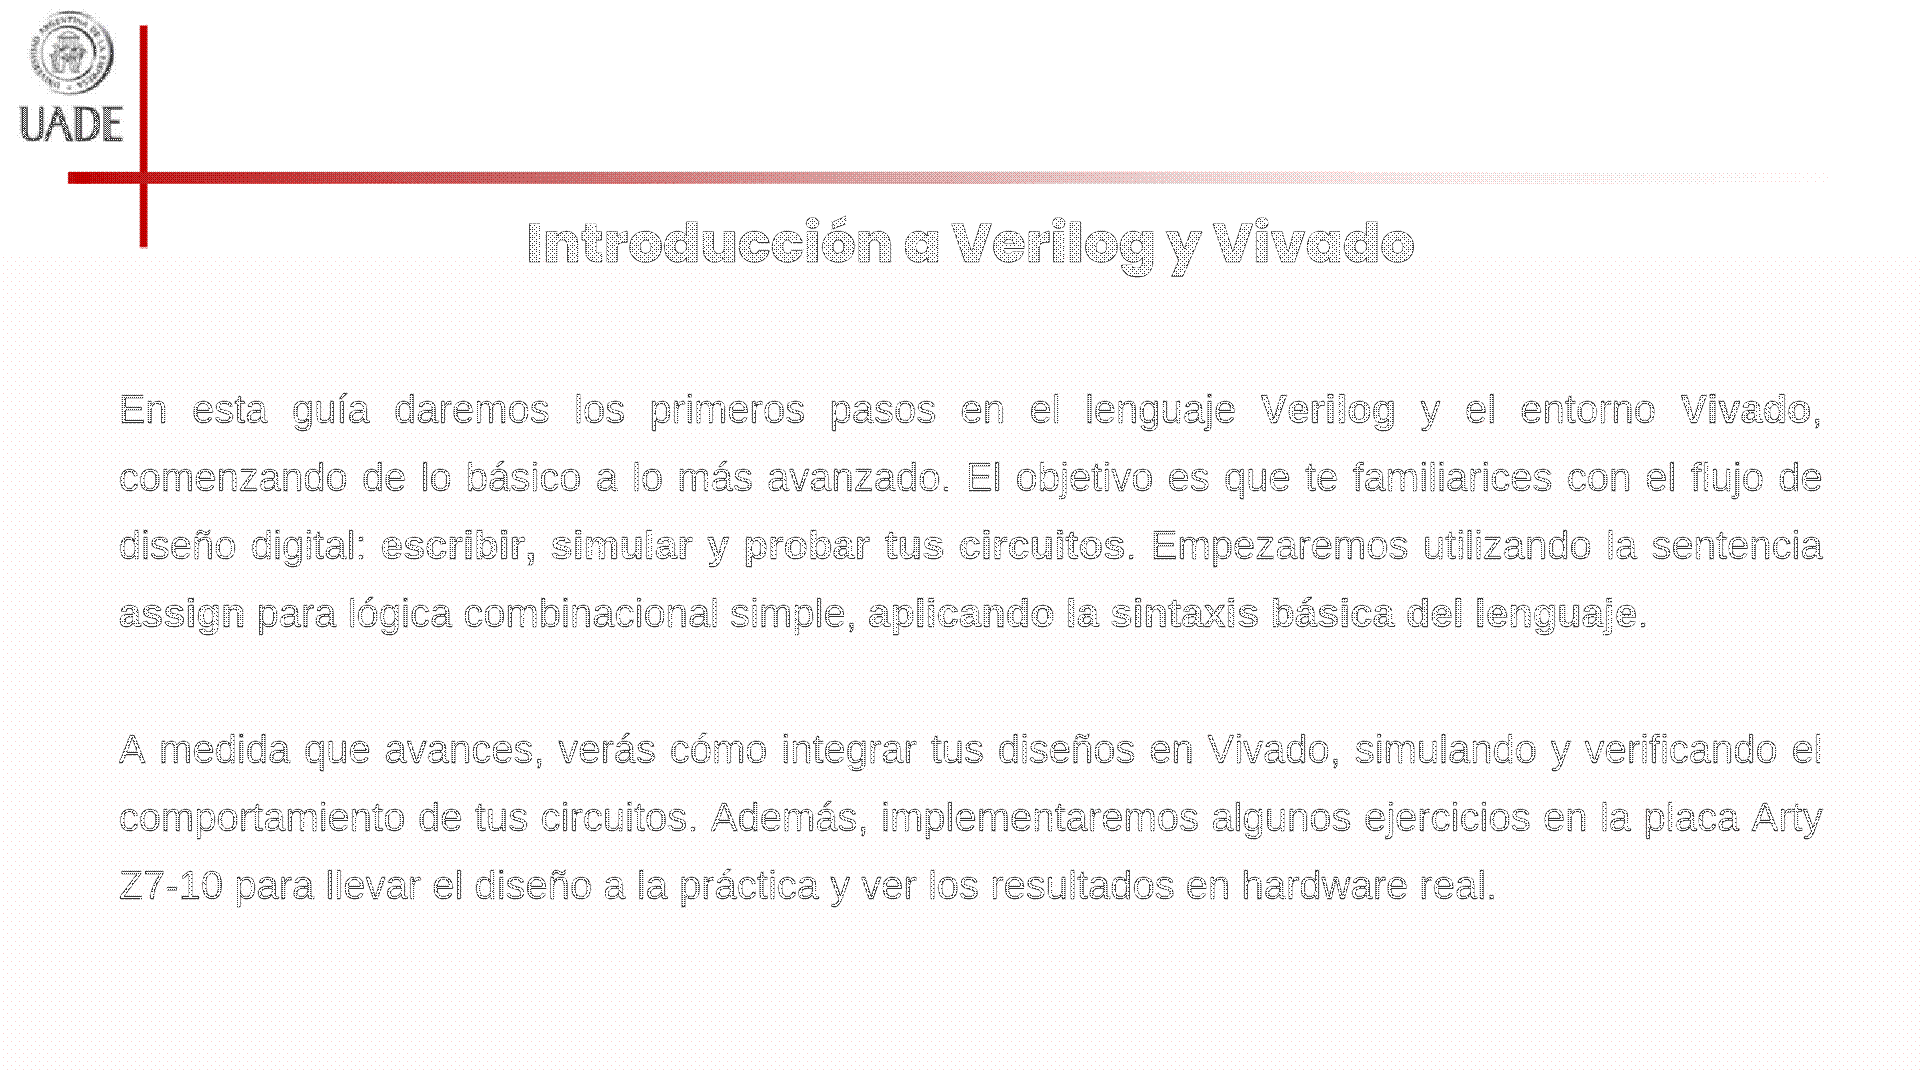 UADE
Introducción a Verilog y Vivado
En esta guía daremos los primeros pasos en el lenguaje Verilog y el entorno Vivado,
comenzando de lo básico a lo más avanzado. El objetivo es que te familiarices con el flujo de
diseño digital: escribir, simular y probar tus circuitos. Empezaremos utilizando la sentencia
assign para lógica combinacional simple, aplicando la sintaxis básica del lenguaje.
A medida que avances, verás cómo integrar tus diseños en Vivado, simulando y verificando el
comportamiento de tus circuitos. Además, implementaremos algunos ejercicios en la placa Arty
Z7-10 para llevar el diseño a la práctica y ver los resultados en hardware real.